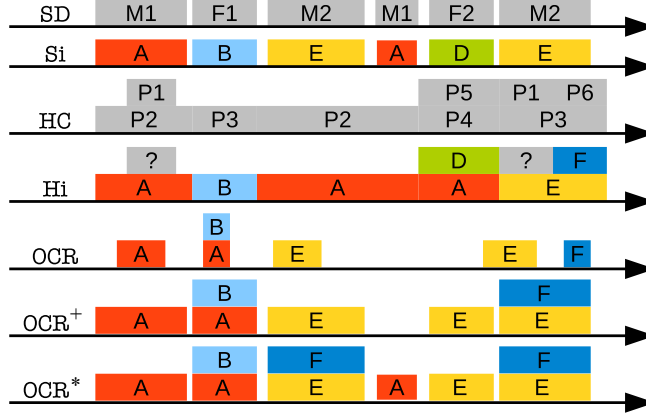 SD M1 F1 M2 M1 F2 M2
Si A B E A D E
P1 P5 P1 P6
HC P2 P3 P2 P4 P3
? D ? F
Hi A B A A E
B
OCR A A E E F
B F
OCR+ A A E E E
B F F
OCR* A A E A E E